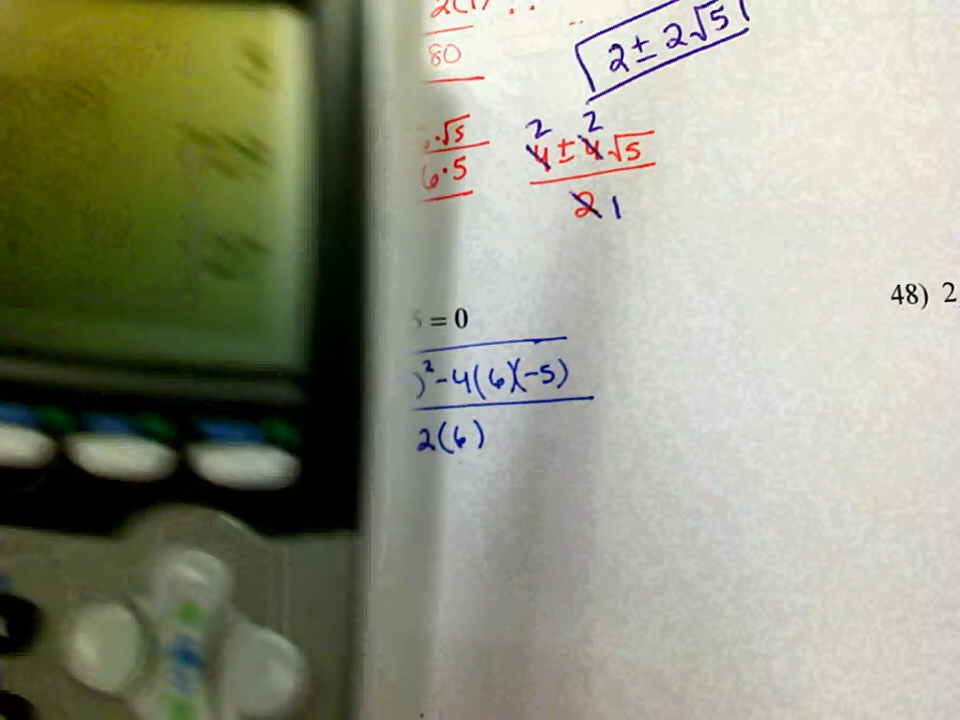 2(1)
80
2 ± 2√5
·√5
6·5
2 2
4 ± 4√5
2 1
5 = 0
48) 2
)² - 4(6)(-5)
2(6)